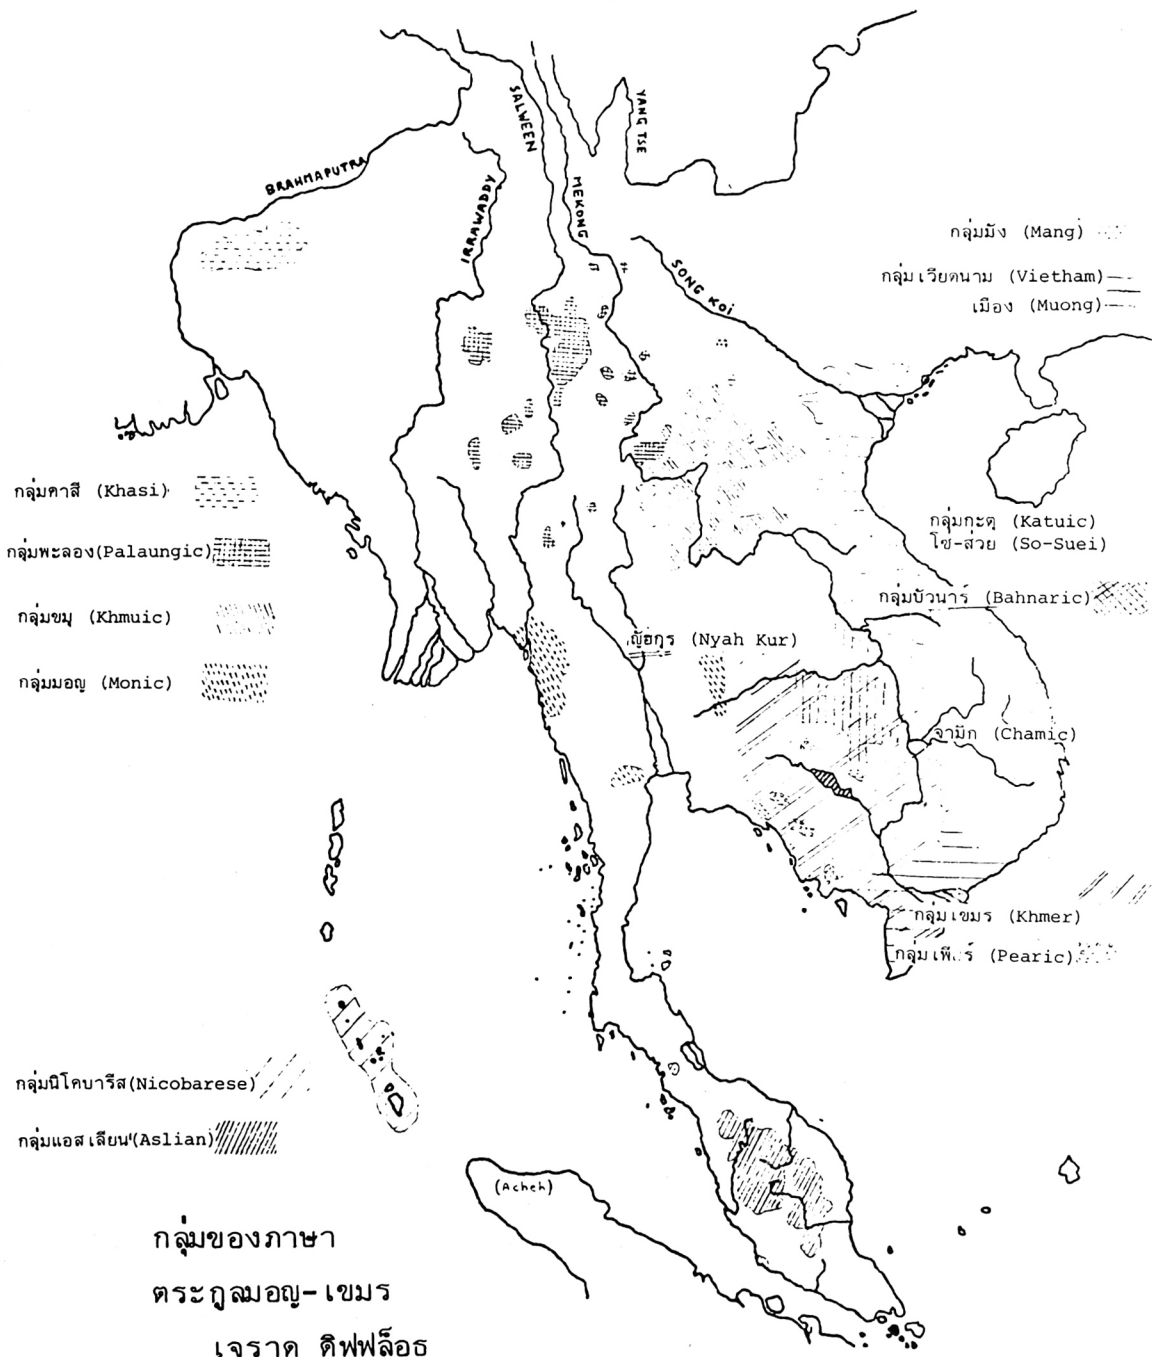 SALWEEN
YANG TSE
BRAHMAPUTRA
IRRAWADDY
MEKONG
SONG KOI
กลุ่มมัง (Mang)
กลุ่มเวียดนาม (Vietham)
เมือง (Muong)
กลุ่มคาสี (Khasi)
กลุ่มพะลอง(Palaungic)
กลุ่มขมุ (Khmuic)
กลุ่มมอญ (Monic)
กลุ่มกะตุ (Katuic)
โซ่-ส่วย (So-Suei)
กลุ่มบัวนาร์ (Bahnaric)
ญัฮกุร (Nyah Kur)
จามิก (Chamic)
กลุ่มเขมร (Khmer)
(Pearic)
กลุ่มนิโคบารีส(Nicobarese)
กลุ่มแอสเลียน(Aslian)
(Acheh)
กลุ่มของภาษา
ตระกูลมอญ-เขมร
เจราด ดิฟฟล็อธ